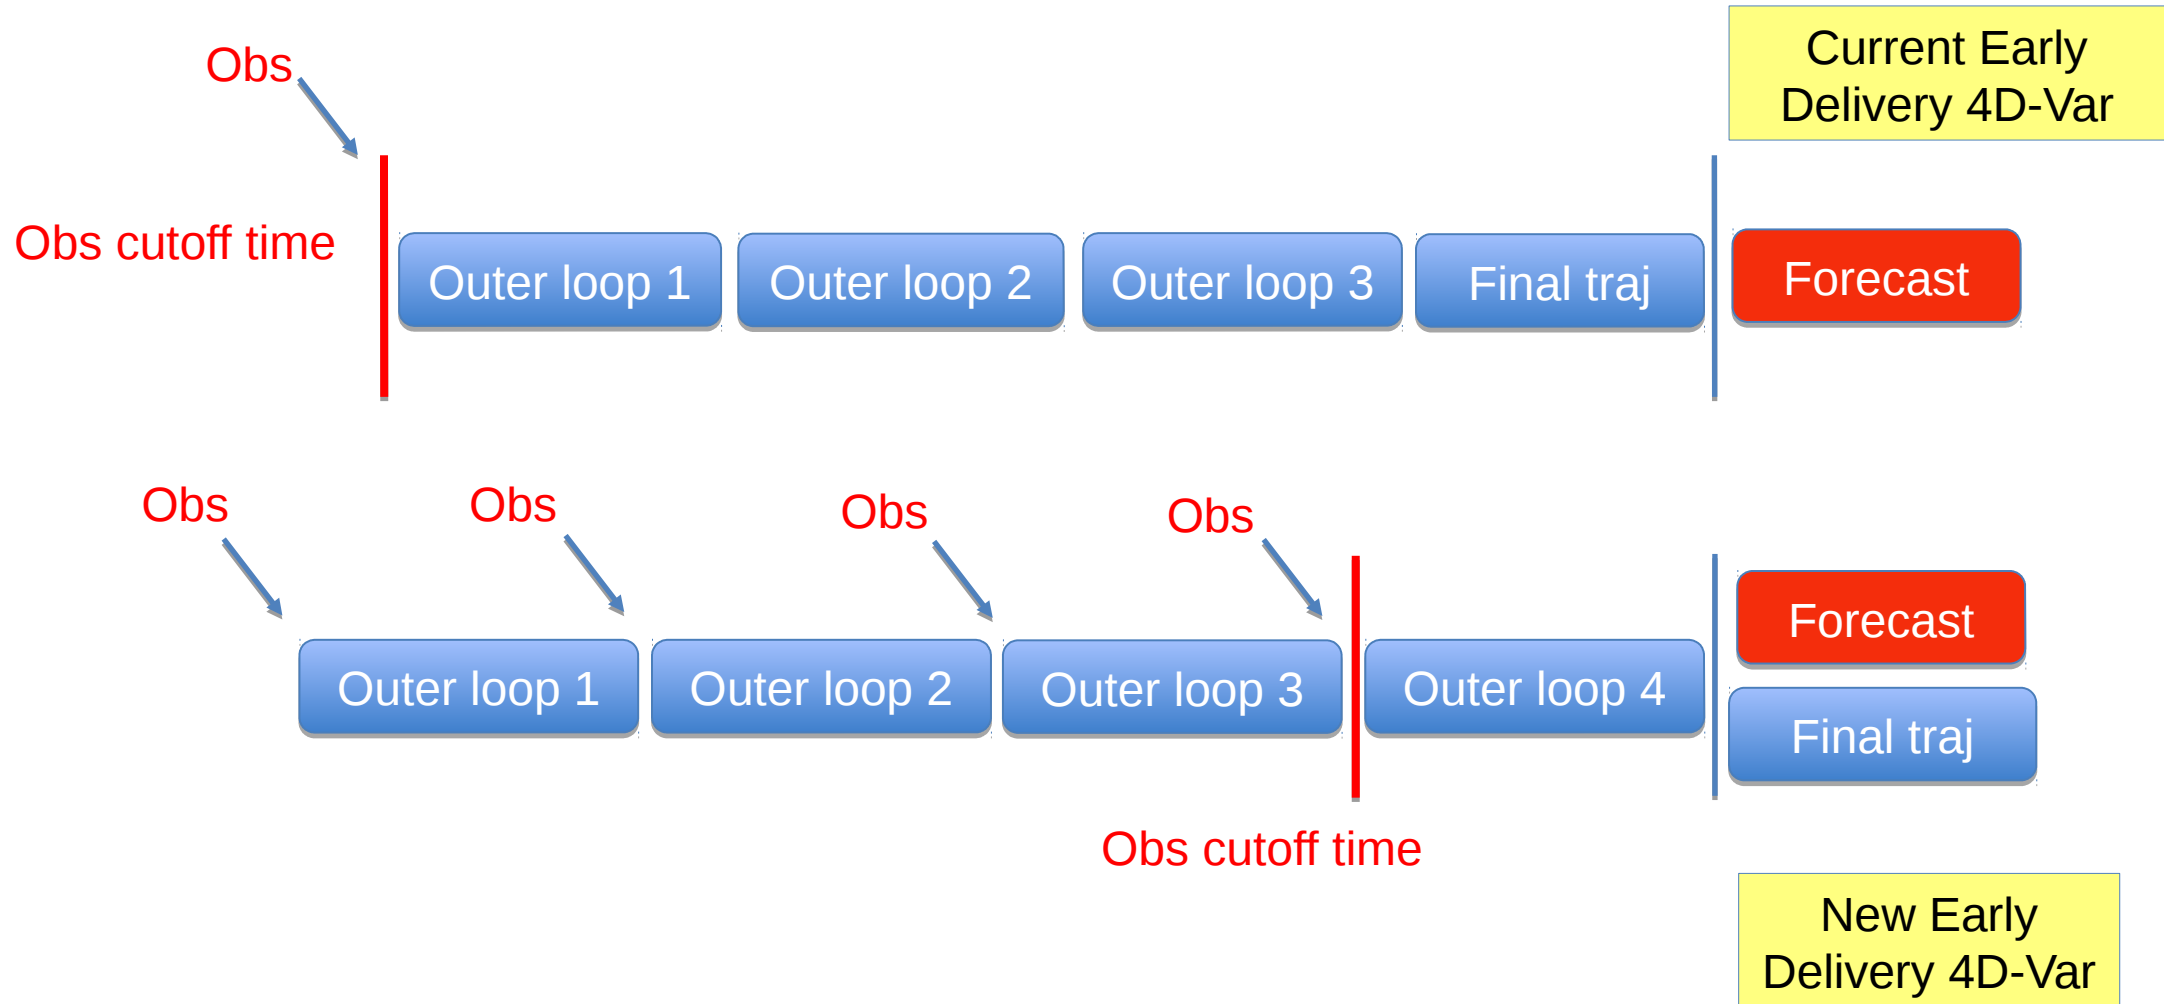 Obs
Current Early
Delivery 4D-Var
Obs cutoff time
Outer loop 1
Outer loop 2
Outer loop 3
Final traj
Forecast
Obs
Obs
Obs
Obs
Outer loop 1
Outer loop 2
Outer loop 3
Outer loop 4
Forecast
Final traj
Obs cutoff time
New Early
Delivery 4D-Var